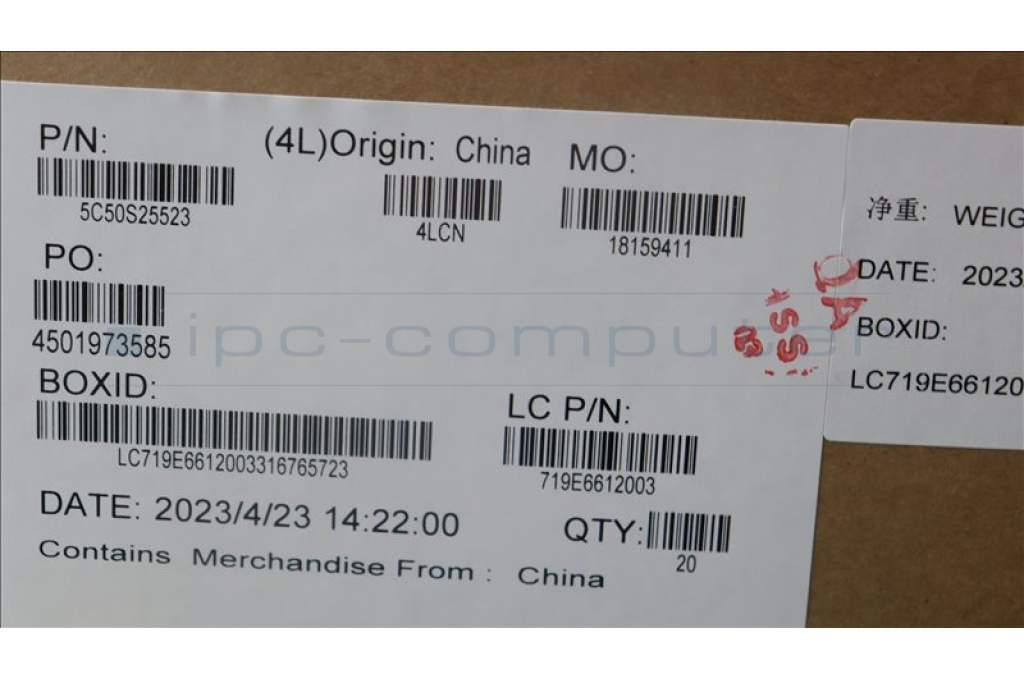 P/N:
5C50S25523
(4L)Origin: China
4LCN
MO:
18159411
PO:
4501973585
BOXID:
LC719E6612003316765723
LC P/N:
719E6612003
DATE: 2023/4/23 14:22:00
QTY:
20
Contains Merchandise From : China
净重:
DATE: 2023
BOXID:
LC719E66120
QA
ipc-computer